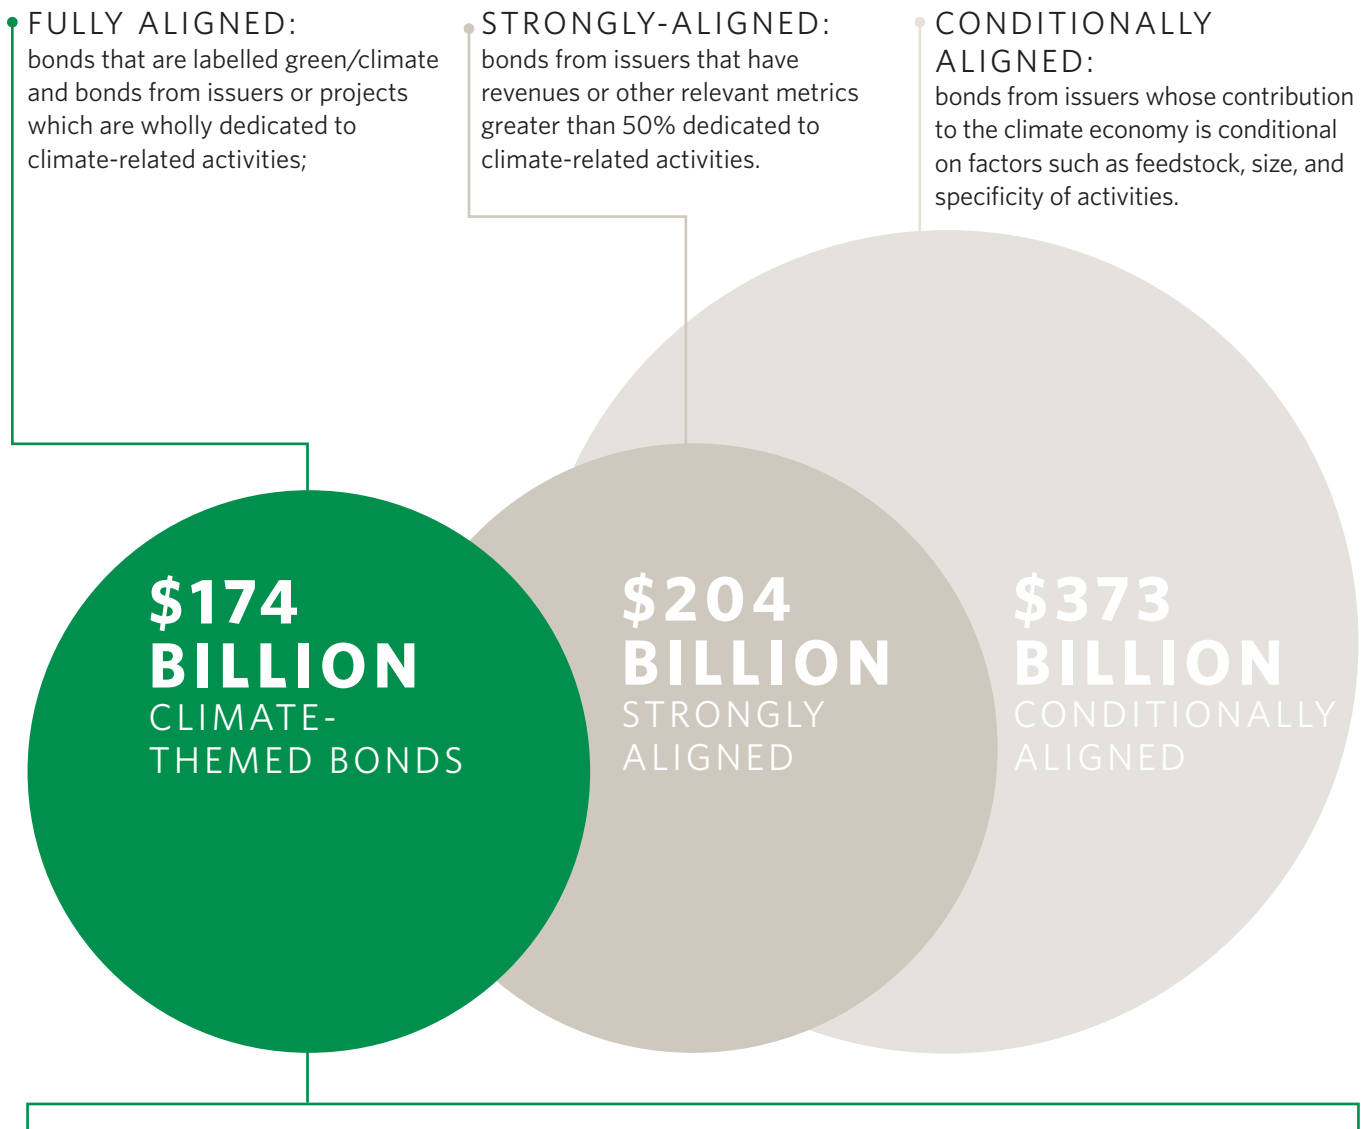 FULLY ALIGNED:
bonds that are labelled green/climate
and bonds from issuers or projects
which are wholly dedicated to
climate-related activities;
STRONGLY-ALIGNED:
bonds from issuers that have
revenues or other relevant metrics
greater than 50% dedicated to
climate-related activities.
CONDITIONALLY
ALIGNED:
bonds from issuers whose contribution
to the climate economy is conditional
on factors such as feedstock, size, and
specificity of activities.
$174
BILLION
CLIMATE-
THEMED BONDS
$204
BILLION
STRONGLY
ALIGNED
$373
BILLION
CONDITIONALLY
ALIGNED